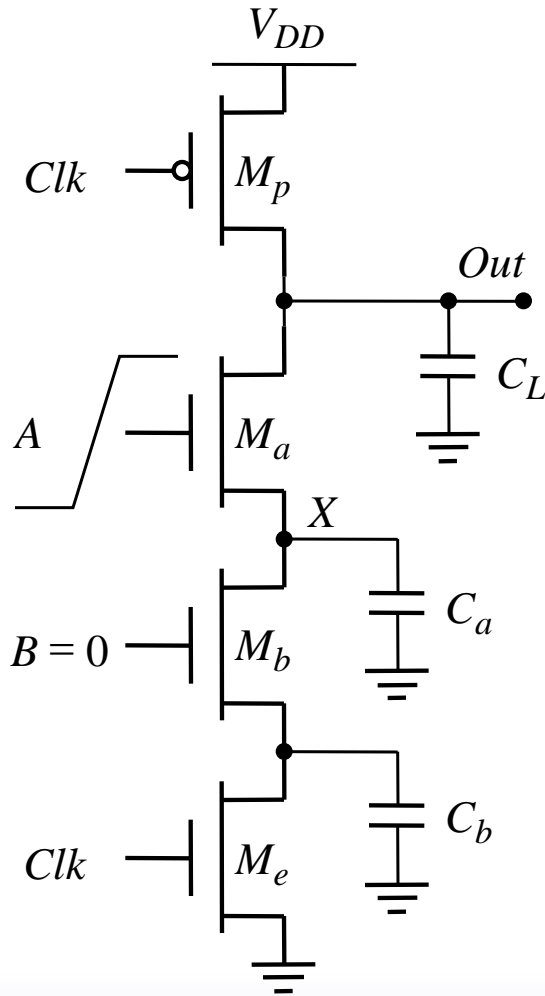 V_DD
Clk
M_p
Out
C_L
A
M_a
X
C_a
B = 0
M_b
C_b
Clk
M_e